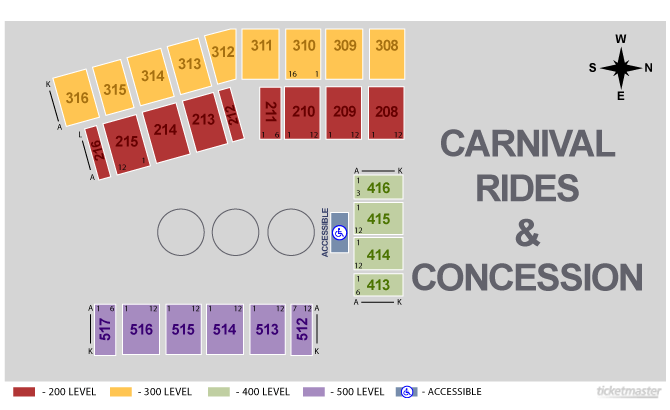 W
S N
E
312 311 310 309 308
16 1
313
314
315
316
K
A
211 210 209 208
1 6 1 12 1 12 1 12
212
213
214
215
12 1
216
L
A
CARNIVAL
RIDES
&
CONCESSION
A K
1
3
416
1
12
415
1
12
414
1
6
413
A K
ACCESSIBLE
A 1 6 1 12 1 12 1 12 1 12 7 12 A
517 516 515 514 513 512
K K
- 200 LEVEL - 300 LEVEL - 400 LEVEL - 500 LEVEL - ACCESSIBLE
ticketmaster